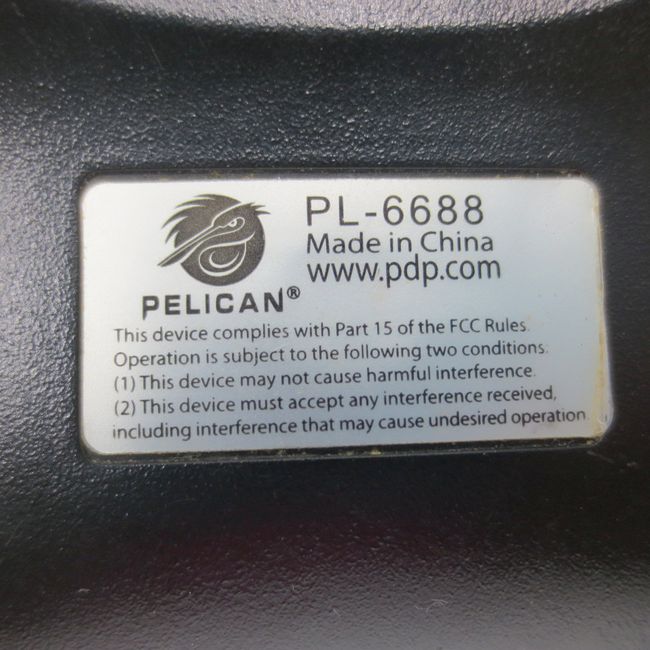 PL-6688
Made in China
www.pdp.com
PELICAN®
This device complies with Part 15 of the FCC Rules.
Operation is subject to the following two conditions:
(1) This device may not cause harmful interference.
(2) This device must accept any interference received,
including interference that may cause undesired operation.